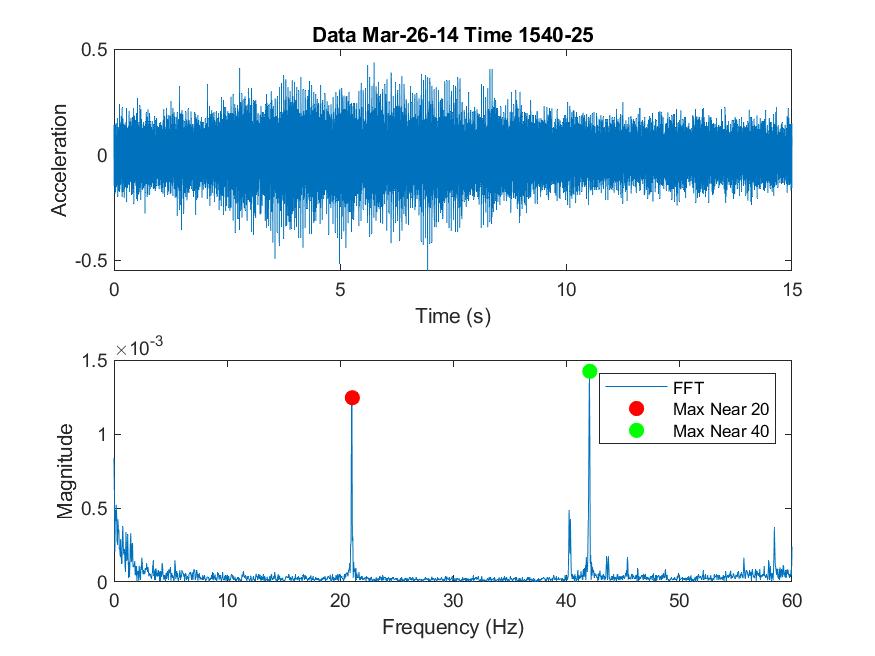 Data Mar-26-14 Time 1540-25
0.5
0
-0.5
Acceleration
0 5 10 15
Time (s)
×10-3
1.5
1
0.5
0
Magnitude
FFT
Max Near 20
Max Near 40
0 10 20 30 40 50 60
Frequency (Hz)